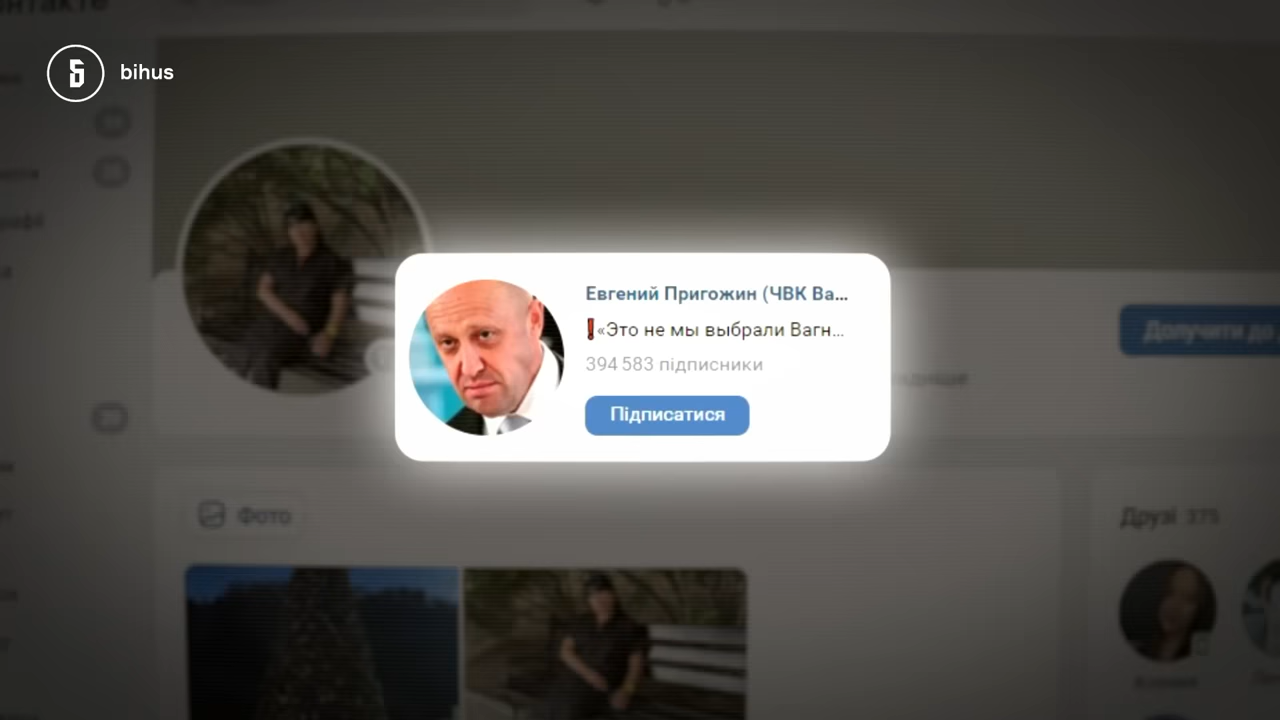 bihus
Евгений Пригожин (ЧВК Ва...
❗«Это не мы выбрали Вагн...
394 583 підписники
Підписатися
Долучити до
Фото
Друзі 375